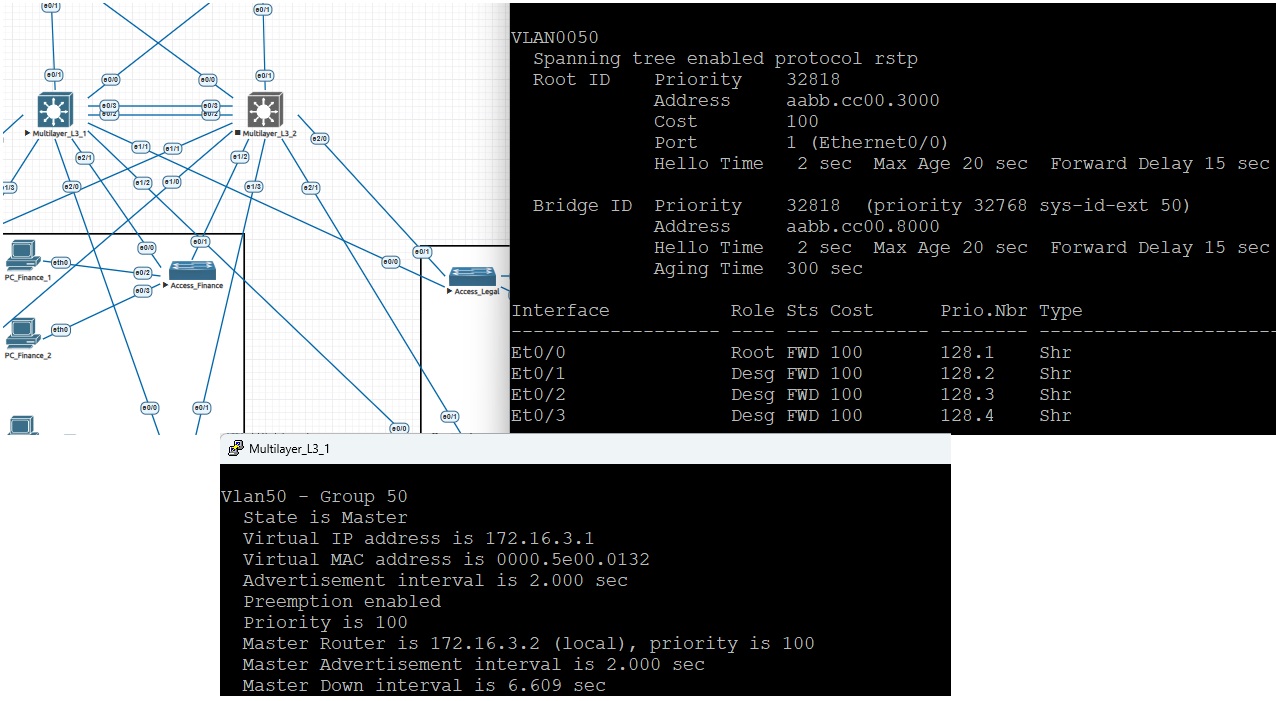 e0/1
e0/1
e0/1
e0/1
e0/0
e0/0
e0/3
e0/3
e0/2
e0/2
Multilayer_L3_1
Multilayer_L3_2
e2/0
e1/1
e1/1
e2/1
e1/2
e1/3
e2/0
e1/2
e1/0
e1/3
e2/1
e0/1
e0/0
e0/1
e0/0
eth0
e0/2
PC_Finance_1
Access_Finance
e0/3
Access_Legal
eth0
PC_Finance_2
e0/0
e0/1
e0/1
e0/0
VLAN0050
Spanning tree enabled protocol rstp
Root ID Priority 32818
Address aabb.cc00.3000
Cost 100
Port 1 (Ethernet0/0)
Hello Time 2 sec Max Age 20 sec Forward Delay 15 sec
Bridge ID Priority 32818 (priority 32768 sys-id-ext 50)
Address aabb.cc00.8000
Hello Time 2 sec Max Age 20 sec Forward Delay 15 sec
Aging Time 300 sec
Interface Role Sts Cost Prio.Nbr Type
------------------- ---- --- --------- -------- --------------------------------
Et0/0 Root FWD 100 128.1 Shr
Et0/1 Desg FWD 100 128.2 Shr
Et0/2 Desg FWD 100 128.3 Shr
Et0/3 Desg FWD 100 128.4 Shr
Multilayer_L3_1
Vlan50 - Group 50
State is Master
Virtual IP address is 172.16.3.1
Virtual MAC address is 0000.5e00.0132
Advertisement interval is 2.000 sec
Preemption enabled
Priority is 100
Master Router is 172.16.3.2 (local), priority is 100
Master Advertisement interval is 2.000 sec
Master Down interval is 6.609 sec